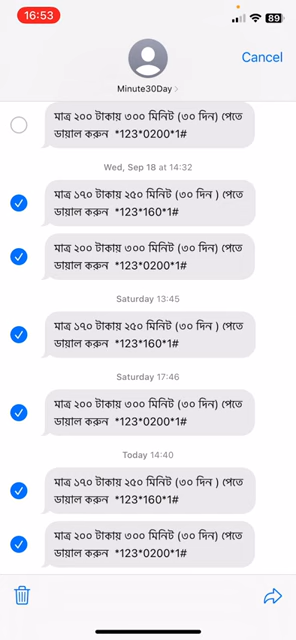 16:53
89
Cancel
Minute30Day
মাত্র ২০০ টাকায় ৩০০ মিনিট (৩০ দিন) পেতে
ডায়াল করুন *123*0200*1#
Wed, Sep 18 at 14:32
মাত্র ১৭০ টাকায় ২৫০ মিনিট (৩০ দিন ) পেতে
ডায়াল করুন *123*160*1#
মাত্র ২০০ টাকায় ৩০০ মিনিট (৩০ দিন) পেতে
ডায়াল করুন *123*0200*1#
Saturday 13:45
মাত্র ১৭০ টাকায় ২৫০ মিনিট (৩০ দিন ) পেতে
ডায়াল করুন *123*160*1#
Saturday 17:46
মাত্র ২০০ টাকায় ৩০০ মিনিট (৩০ দিন) পেতে
ডায়াল করুন *123*0200*1#
Today 14:40
মাত্র ১৭০ টাকায় ২৫০ মিনিট (৩০ দিন ) পেতে
ডায়াল করুন *123*160*1#
মাত্র ২০০ টাকায় ৩০০ মিনিট (৩০ দিন) পেতে
ডায়াল করুন *123*0200*1#